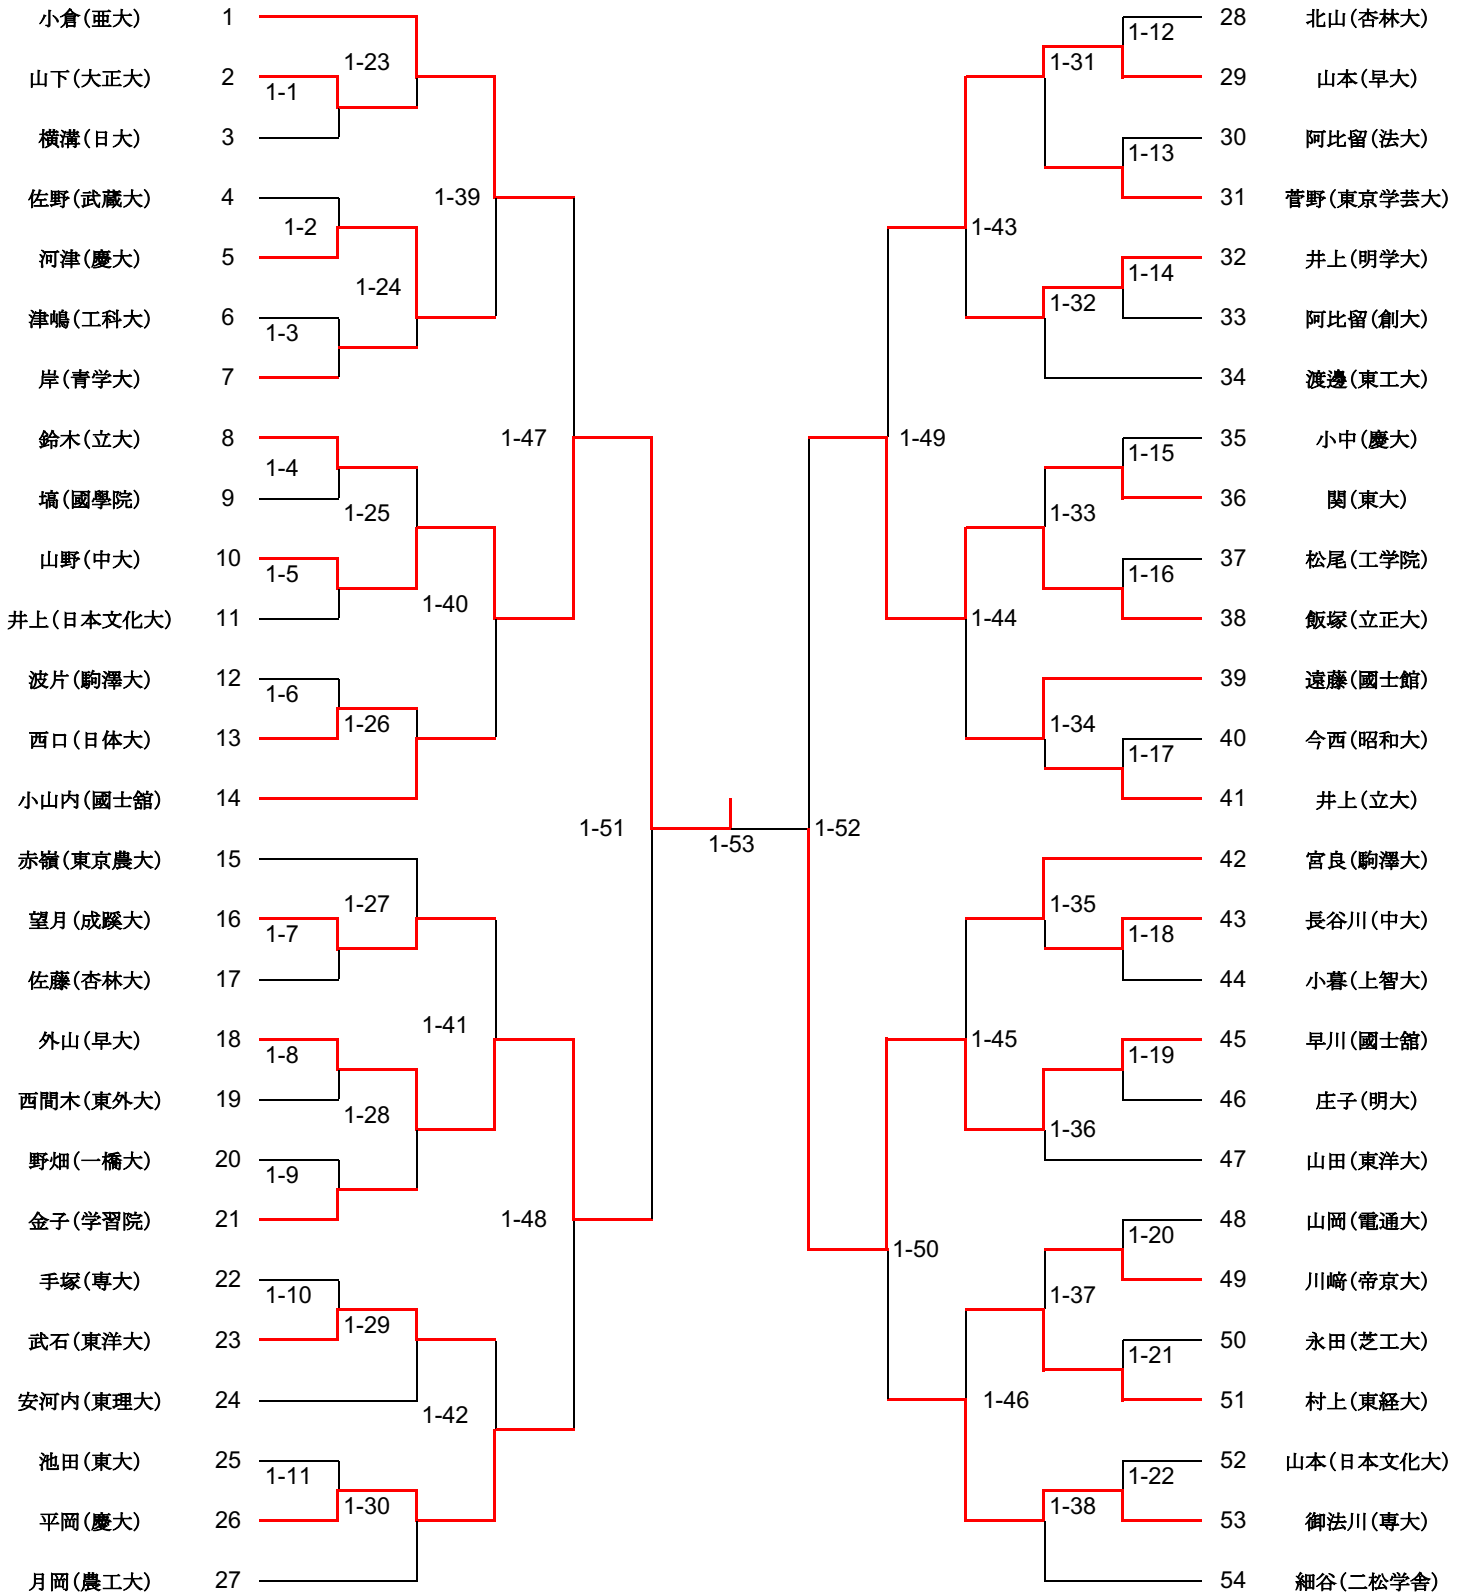 小倉(亜大) 1
山下(大正大) 2
横溝(日大) 3
佐野(武蔵大) 4
河津(慶大) 5
津嶋(工科大) 6
岸(青学大) 7
鈴木(立大) 8
塙(國學院) 9
山野(中大) 10
井上(日本文化大) 11
波片(駒澤大) 12
西口(日体大) 13
小山内(國士舘) 14
赤嶺(東京農大) 15
望月(成蹊大) 16
佐藤(杏林大) 17
外山(早大) 18
西間木(東外大) 19
野畑(一橋大) 20
金子(学習院) 21
手塚(専大) 22
武石(東洋大) 23
安河内(東理大) 24
池田(東大) 25
平岡(慶大) 26
月岡(農工大) 27
1-1
1-2
1-3
1-4
1-5
1-6
1-7
1-8
1-9
1-10
1-11
1-23
1-24
1-25
1-26
1-27
1-28
1-29
1-30
1-39
1-40
1-41
1-42
1-47
1-48
1-51
1-53
1-52
1-49
1-50
1-43
1-44
1-45
1-46
1-31
1-32
1-33
1-34
1-35
1-36
1-37
1-38
1-12
1-13
1-14
1-15
1-16
1-17
1-18
1-19
1-20
1-21
1-22
28 北山(杏林大)
29 山本(早大)
30 阿比留(法大)
31 菅野(東京学芸大)
32 井上(明学大)
33 阿比留(創大)
34 渡邊(東工大)
35 小中(慶大)
36 関(東大)
37 松尾(工学院)
38 飯塚(立正大)
39 遠藤(國士館)
40 今西(昭和大)
41 井上(立大)
42 宮良(駒澤大)
43 長谷川(中大)
44 小暮(上智大)
45 早川(國士舘)
46 庄子(明大)
47 山田(東洋大)
48 山岡(電通大)
49 川﨑(帝京大)
50 永田(芝工大)
51 村上(東経大)
52 山本(日本文化大)
53 御法川(専大)
54 細谷(二松学舎)